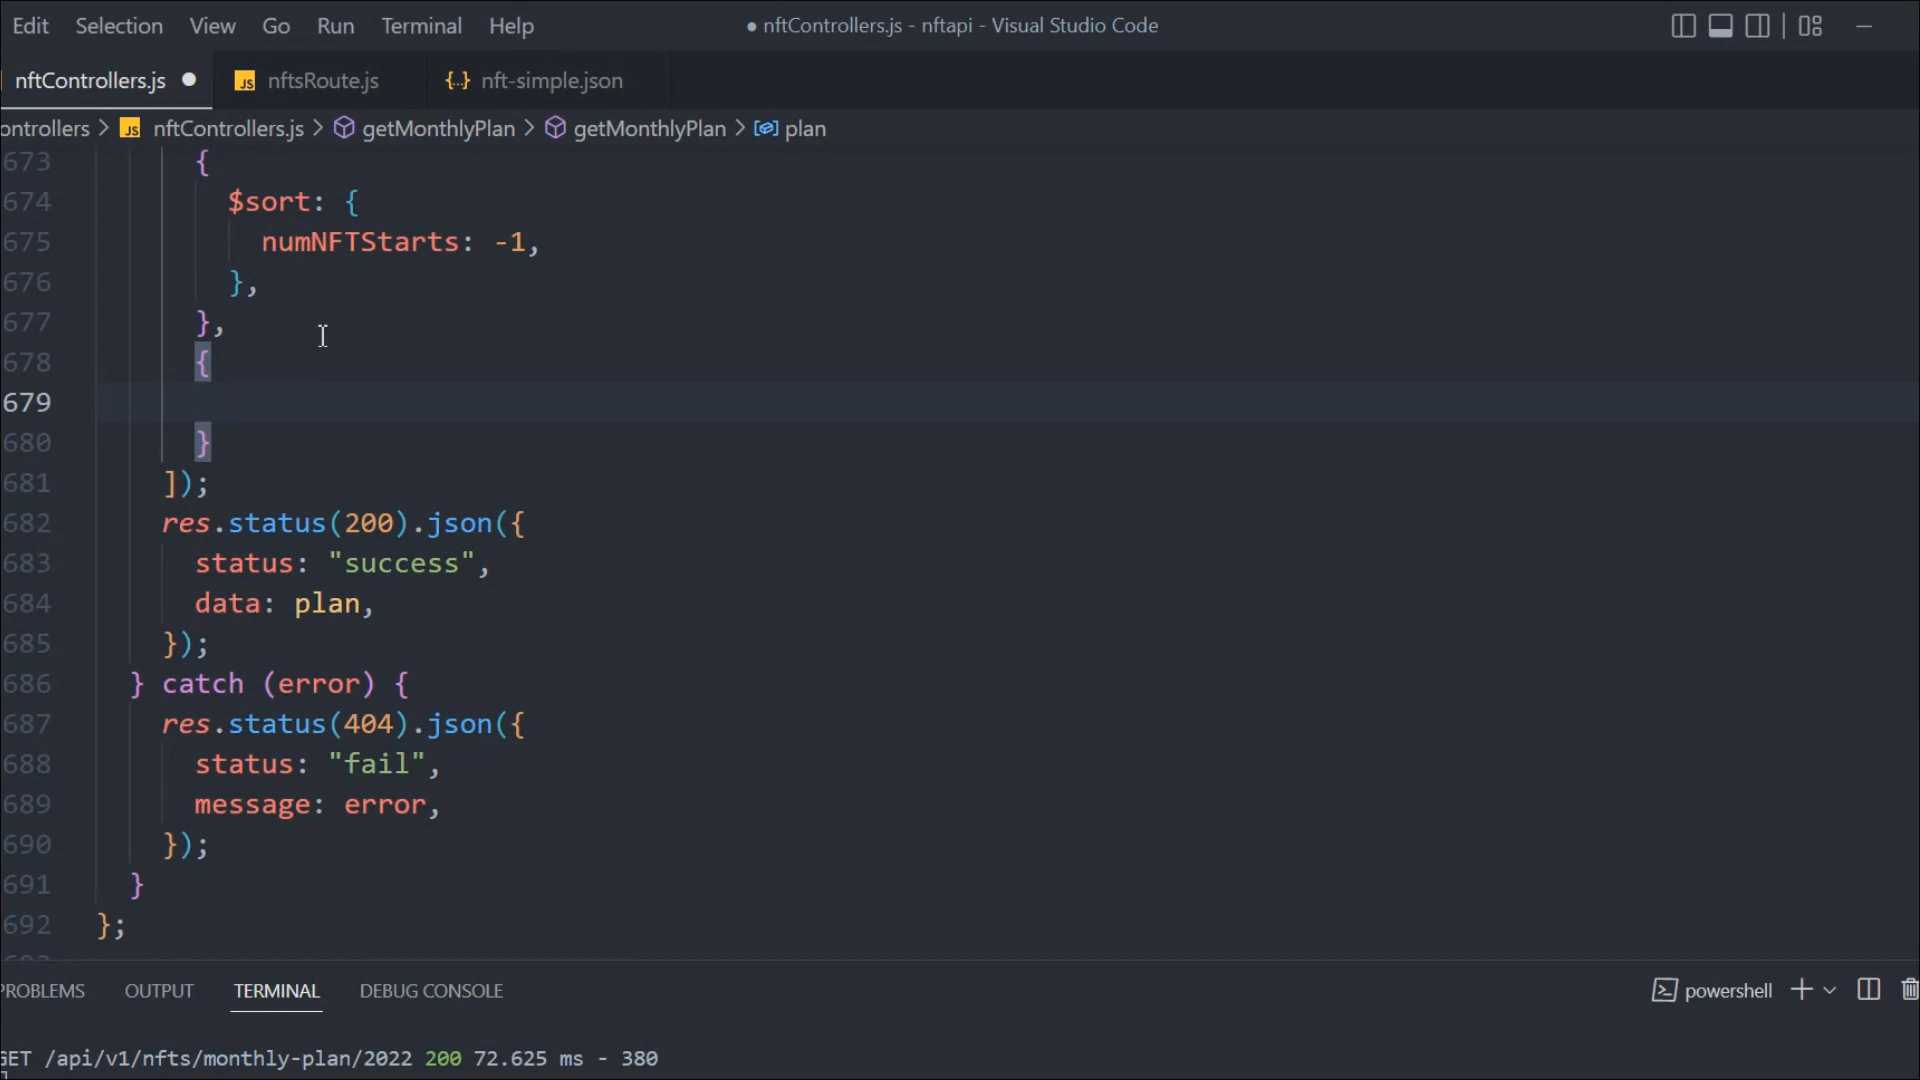 Edit Selection View Go Run Terminal Help ● nftControllers.js - nftapi - Visual Studio Code
nftControllers.js ● JS nftsRoute.js {..} nft-simple.json
ontrollers > JS nftControllers.js > getMonthlyPlan > getMonthlyPlan > plan
673 {
674 $sort: {
675 numNFTStarts: -1,
676 },
677 },
678 {
679
680 }
681 ]);
682 res.status(200).json({
683 status: "success",
684 data: plan,
685 });
686 } catch (error) {
687 res.status(404).json({
688 status: "fail",
689 message: error,
690 });
691 }
692 };
PROBLEMS OUTPUT TERMINAL DEBUG CONSOLE powershell
GET /api/v1/nfts/monthly-plan/2022 200 72.625 ms - 380